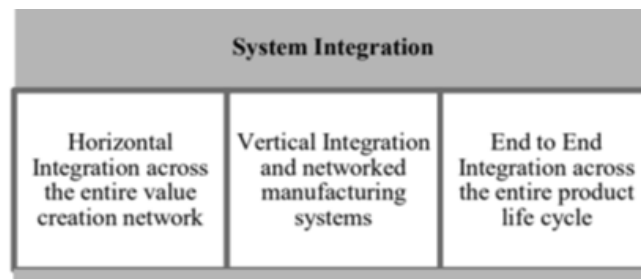 System Integration
Horizontal
Integration across
the entire value
creation network
Vertical Integration
and networked
manufacturing
systems
End to End
Integration across
the entire product
life cycle